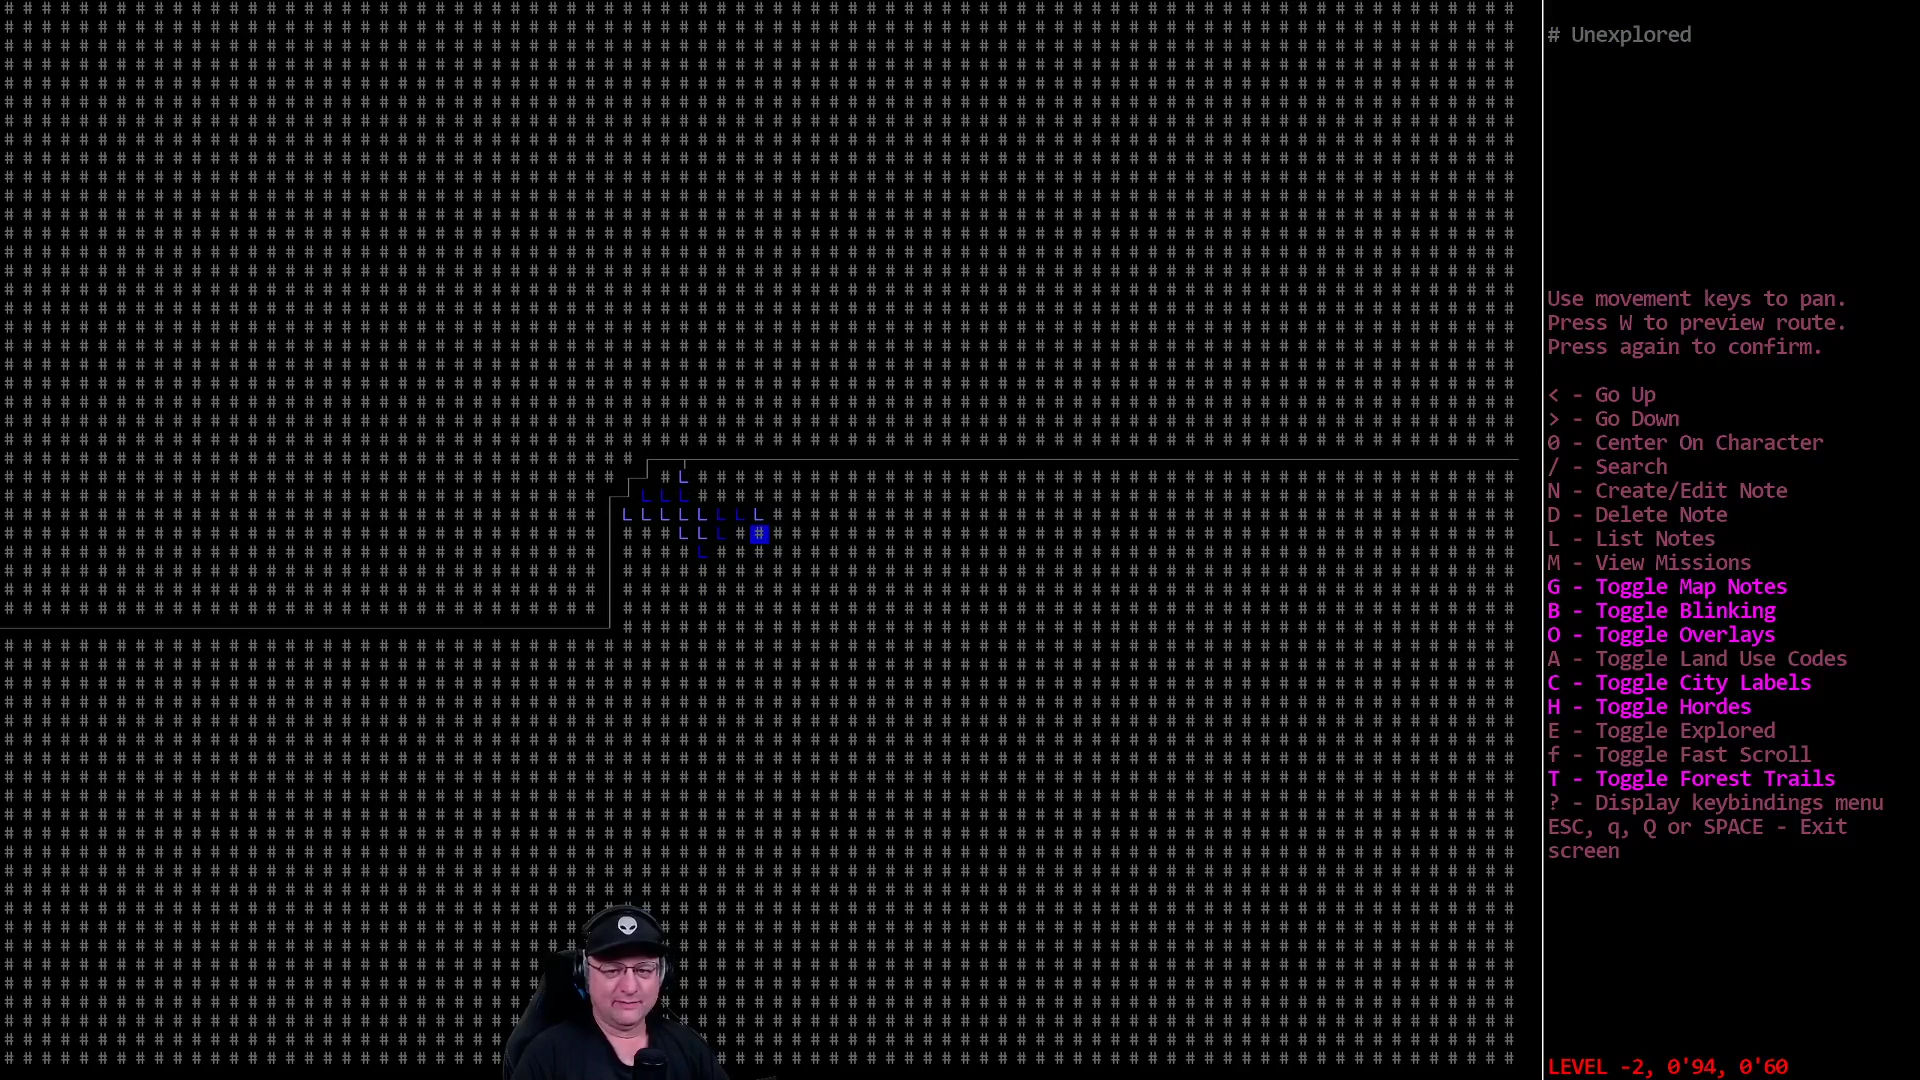 # Unexplored
Use movement keys to pan.
Press W to preview route.
Press again to confirm.
< - Go Up
> - Go Down
0 - Center On Character
/ - Search
N - Create/Edit Note
D - Delete Note
L - List Notes
M - View Missions
G - Toggle Map Notes
B - Toggle Blinking
O - Toggle Overlays
A - Toggle Land Use Codes
C - Toggle City Labels
H - Toggle Hordes
E - Toggle Explored
f - Toggle Fast Scroll
T - Toggle Forest Trails
? - Display keybindings menu
ESC, q, Q or SPACE - Exit
screen
LEVEL -2, 0'94, 0'60
L
L L L
L L L L L L L L
L L L #
L